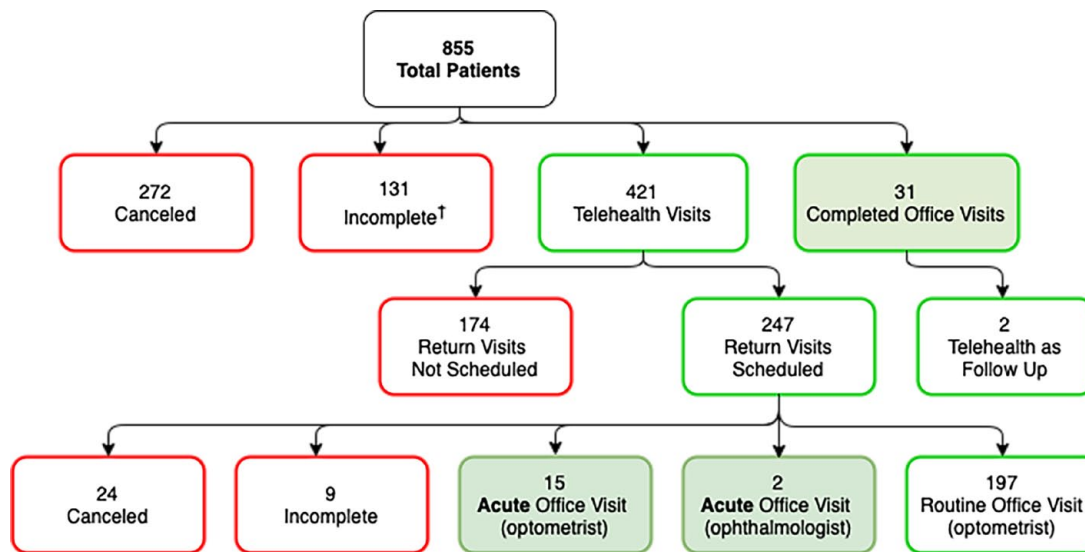 855
Total Patients
272
Canceled
131
Incomplete†
421
Telehealth Visits
31
Completed Office Visits
174
Return Visits
Not Scheduled
247
Return Visits
Scheduled
2
Telehealth as
Follow Up
24
Canceled
9
Incomplete
15
Acute Office Visit
(optometrist)
2
Acute Office Visit
(ophthalmologist)
197
Routine Office Visit
(optometrist)